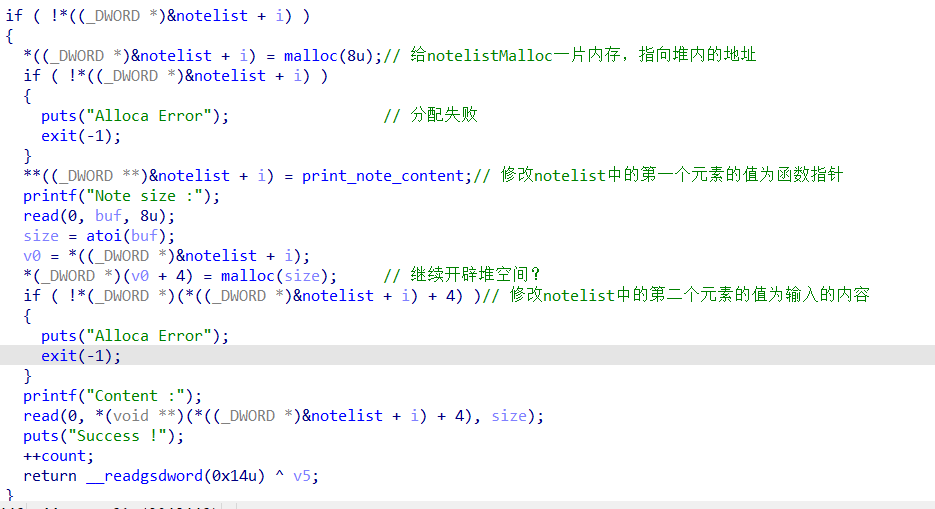 if ( !*((_DWORD *)&notelist + i) )
{
*((_DWORD *)&notelist + i) = malloc(8u);// 给notelistMalloc一片内存，指向堆内的地址
if ( !*((_DWORD *)&notelist + i) )
{
puts("Alloca Error"); // 分配失败
exit(-1);
}
**((_DWORD **)&notelist + i) = print_note_content;// 修改notelist中的第一个元素的值为函数指针
printf("Note size :");
read(0, buf, 8u);
size = atoi(buf);
v0 = *((_DWORD *)&notelist + i);
*(_DWORD *)(v0 + 4) = malloc(size); // 继续开辟堆空间？
if ( !*(_DWORD *)(*((_DWORD *)&notelist + i) + 4) )// 修改notelist中的第二个元素的值为输入的内容
{
puts("Alloca Error");
exit(-1);
}
printf("Content :");
read(0, *(void **)(*((_DWORD *)&notelist + i) + 4), size);
puts("Success !");
++count;
return __readgsdword(0x14u) ^ v5;
}